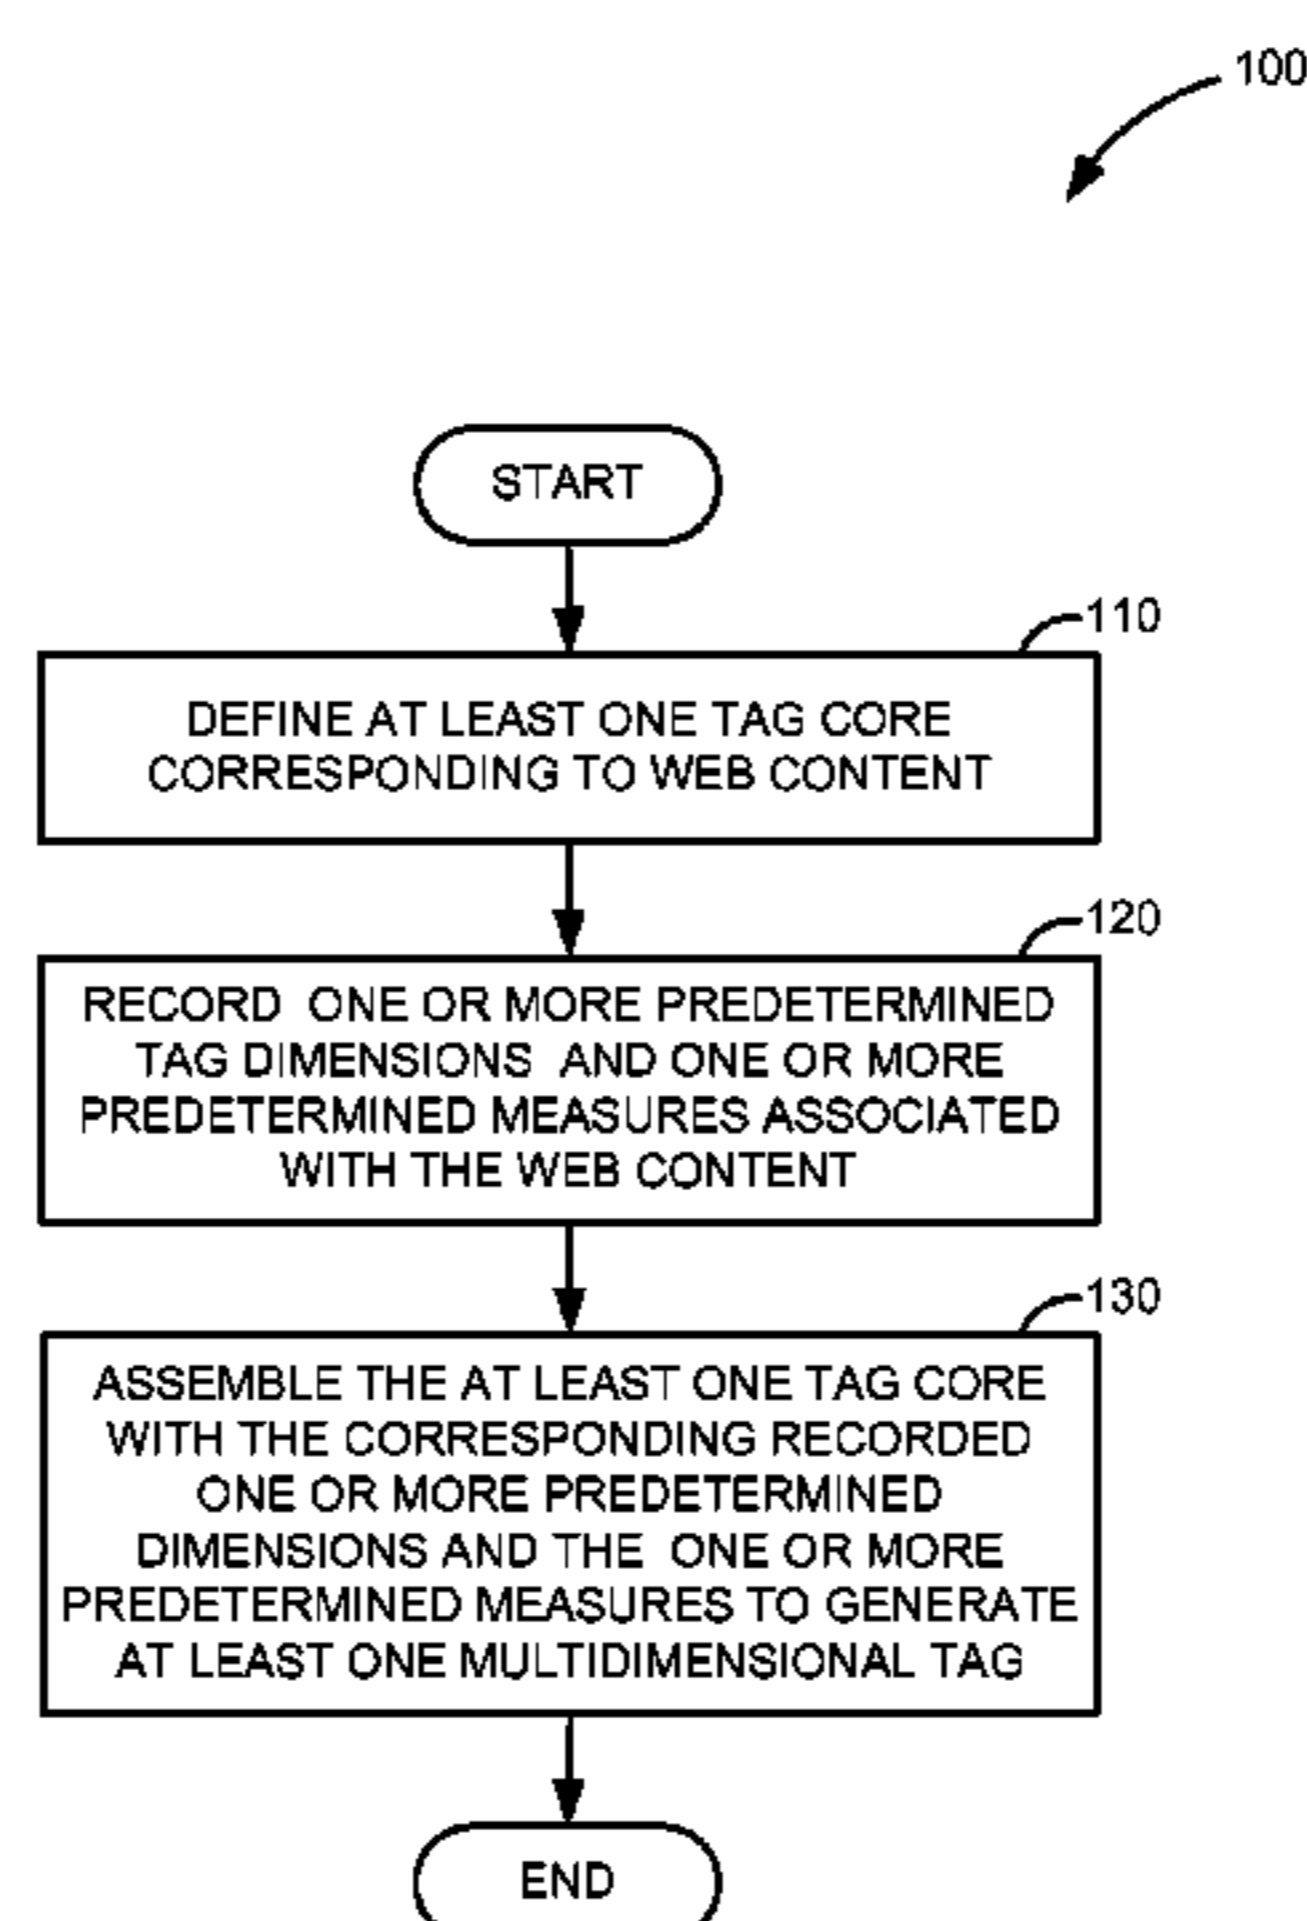 100
START
110
DEFINE AT LEAST ONE TAG CORE
CORRESPONDING TO WEB CONTENT
120
RECORD ONE OR MORE PREDETERMINED
TAG DIMENSIONS AND ONE OR MORE
PREDETERMINED MEASURES ASSOCIATED
WITH THE WEB CONTENT
130
ASSEMBLE THE AT LEAST ONE TAG CORE
WITH THE CORRESPONDING RECORDED
ONE OR MORE PREDETERMINED
DIMENSIONS AND THE ONE OR MORE
PREDETERMINED MEASURES TO GENERATE
AT LEAST ONE MULTIDIMENSIONAL TAG
END